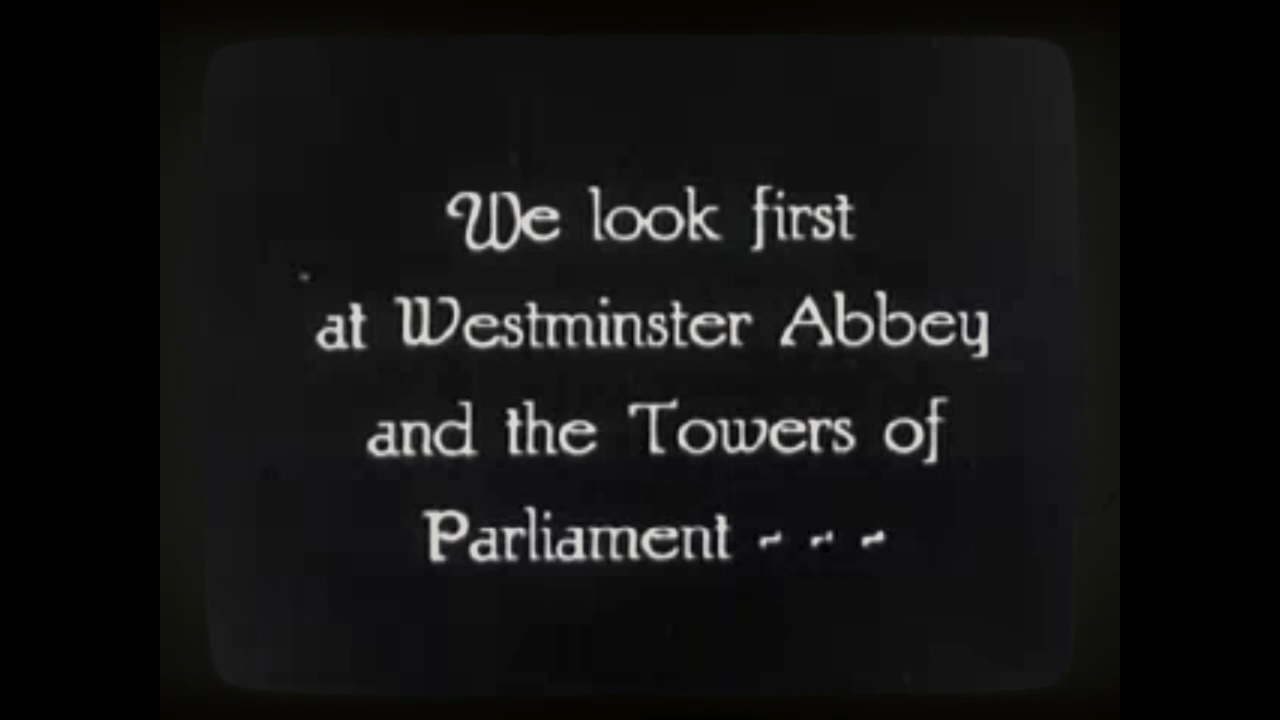 We look first
at Westminster Abbey
and the Towers of
Parliament - - -